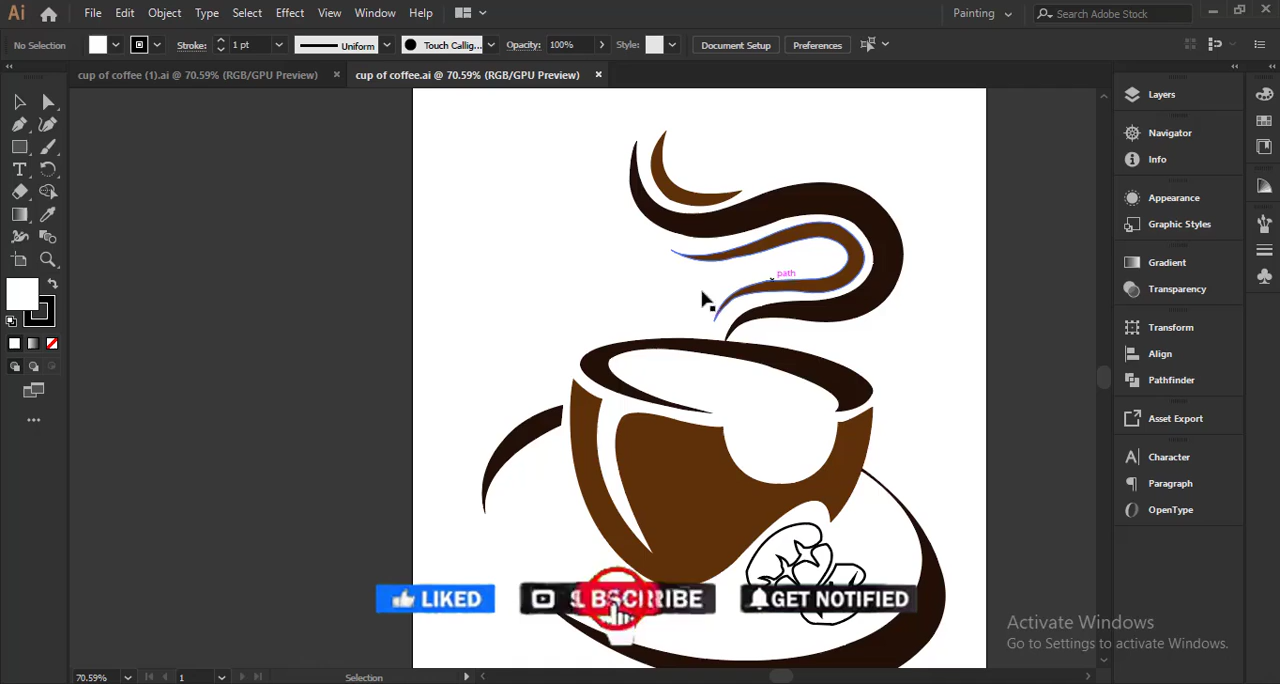 Ai File Edit Object Type Select Effect View Window Help Painting Search Adobe Stock
No Selection Stroke: 1 pt Uniform Touch Callig... Opacity: 100% Style: Document Setup Preferences
cup of coffee (1).ai @ 70.59% (RGB/GPU Preview) × cup of coffee.ai @ 70.59% (RGB/GPU Preview) ×
Layers
Navigator
Info
Appearance
Graphic Styles
Gradient
Transparency
Transform
Align
Pathfinder
Asset Export
Character
Paragraph
OpenType
path
LIKED GET NOTIFIED
Activate Windows
Go to Settings to activate Windows.
70.59% 1 Selection